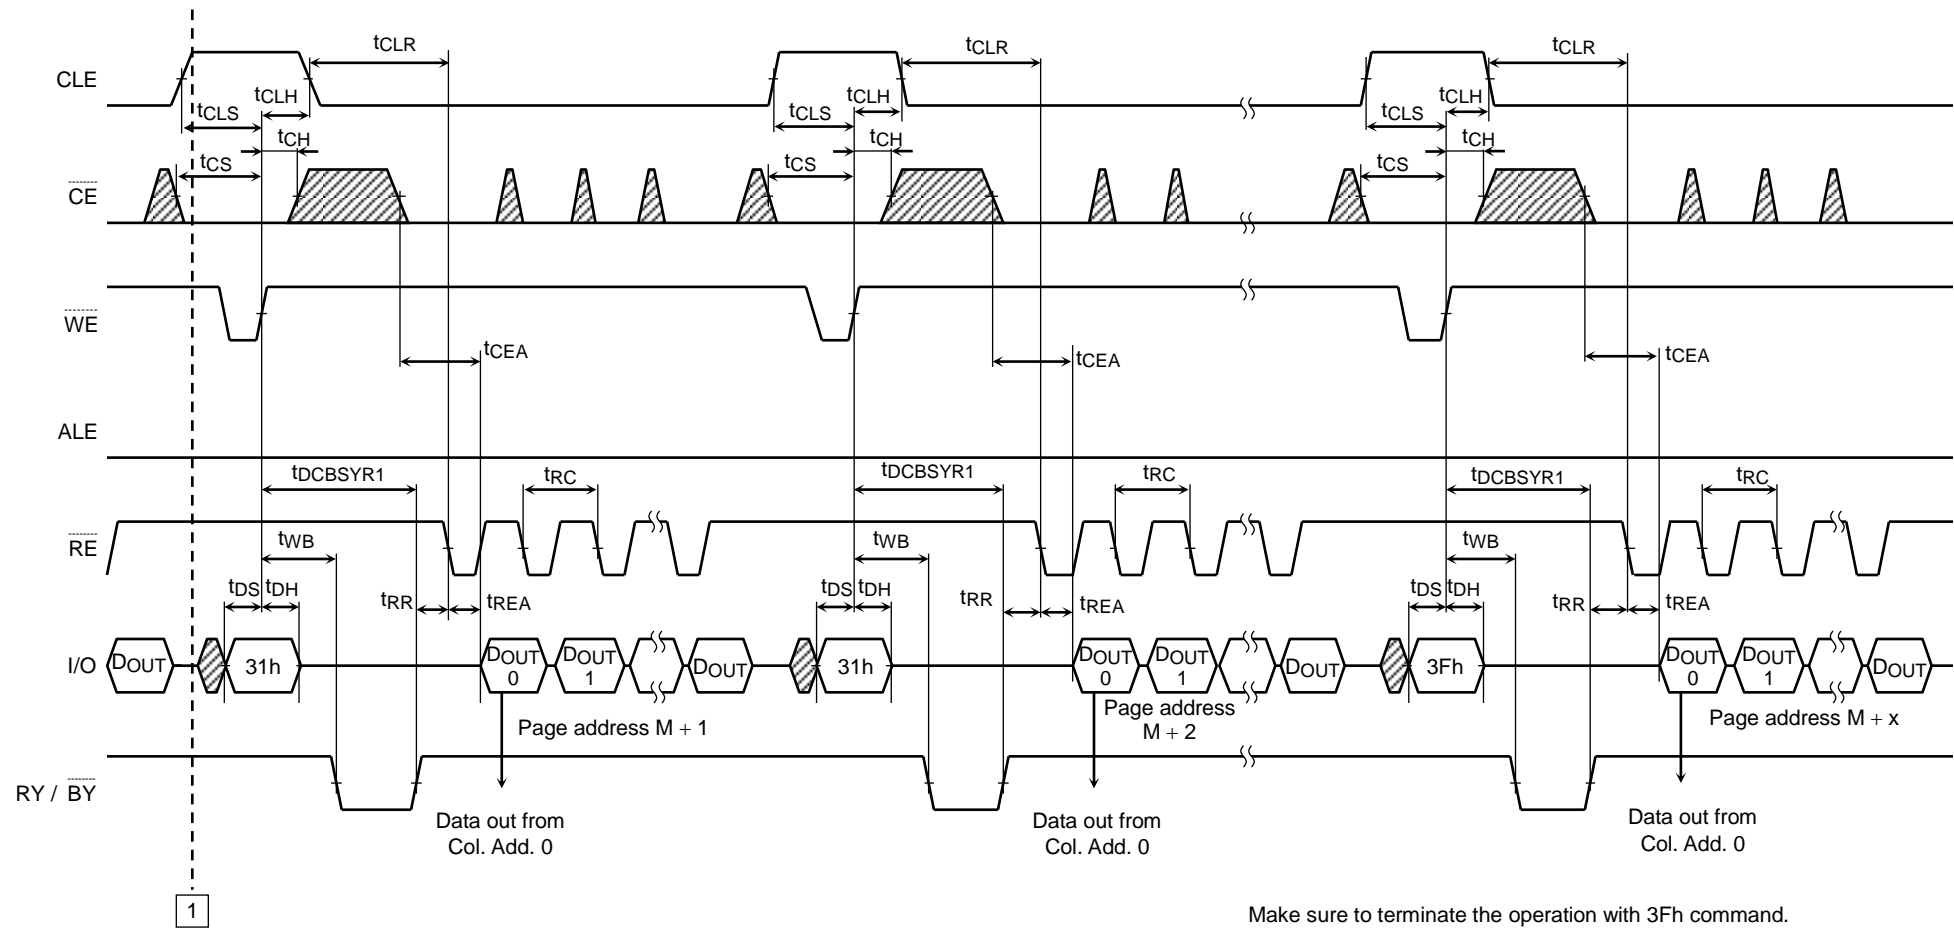 tCLR tCLR tCLR
CLE
tCLH tCLH tCLH
tCLS tCLS tCLS
tCH tCH tCH
tCS tCS tCS
CE
WE
tCEA tCEA tCEA
ALE
tDCBSYR1 tRC tDCBSYR1 tRC tDCBSYR1 tRC
RE
tWB tWB tWB
tDS tDH tDS tDH tDS tDH
tRR tREA tRR tREA tRR tREA
I/O DOUT 31h DOUT 0 DOUT 1 DOUT 31h DOUT 0 DOUT 1 DOUT 3Fh DOUT 0 DOUT 1 DOUT
Page address M + 1
Page address
M + 2
Page address M + x
RY / BY
Data out from
Col. Add. 0
Data out from
Col. Add. 0
Data out from
Col. Add. 0
1
Make sure to terminate the operation with 3Fh command.